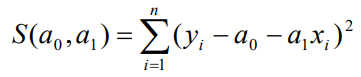 S(a₀,a₁) = ∑ᵢ₌₁ⁿ (yᵢ − a₀ − a₁xᵢ)²